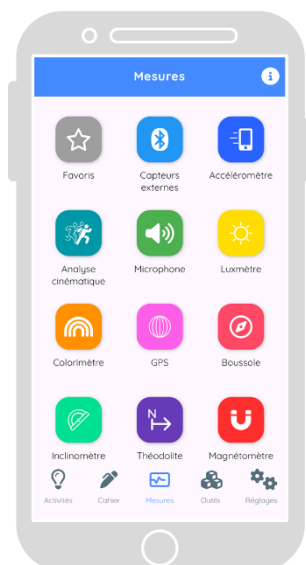 Mesures
Favoris
Capteurs
externes
Accéléromètre
Analyse
cinématique
Microphone
Luxmètre
Colorimètre
GPS
Boussole
N
Inclinomètre
Théodolite
Magnétomètre
Activités
Cahier
Mesures
Outils
Réglages